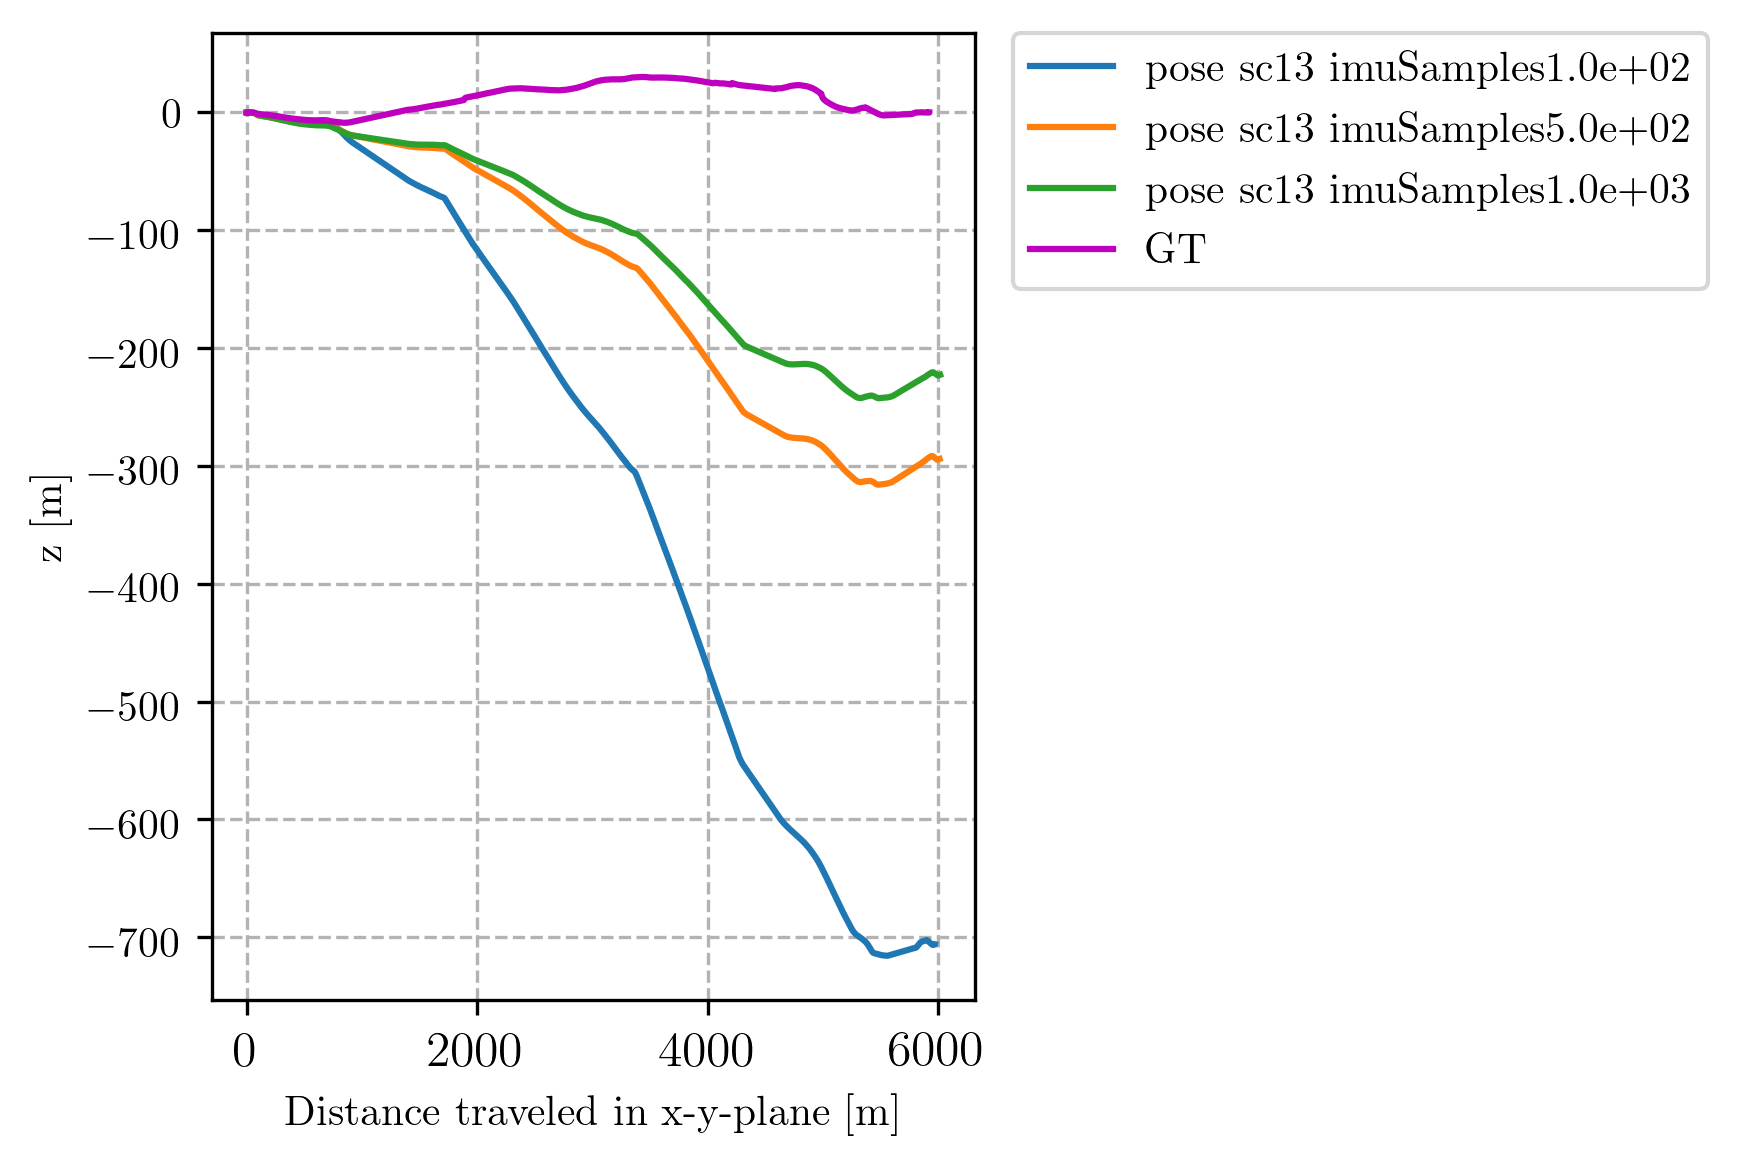 pose sc13 imuSamples1.0e+02
pose sc13 imuSamples5.0e+02
pose sc13 imuSamples1.0e+03
GT
z [m]
0
−100
−200
−300
−400
−500
−600
−700
0 2000 4000 6000
Distance traveled in x-y-plane [m]